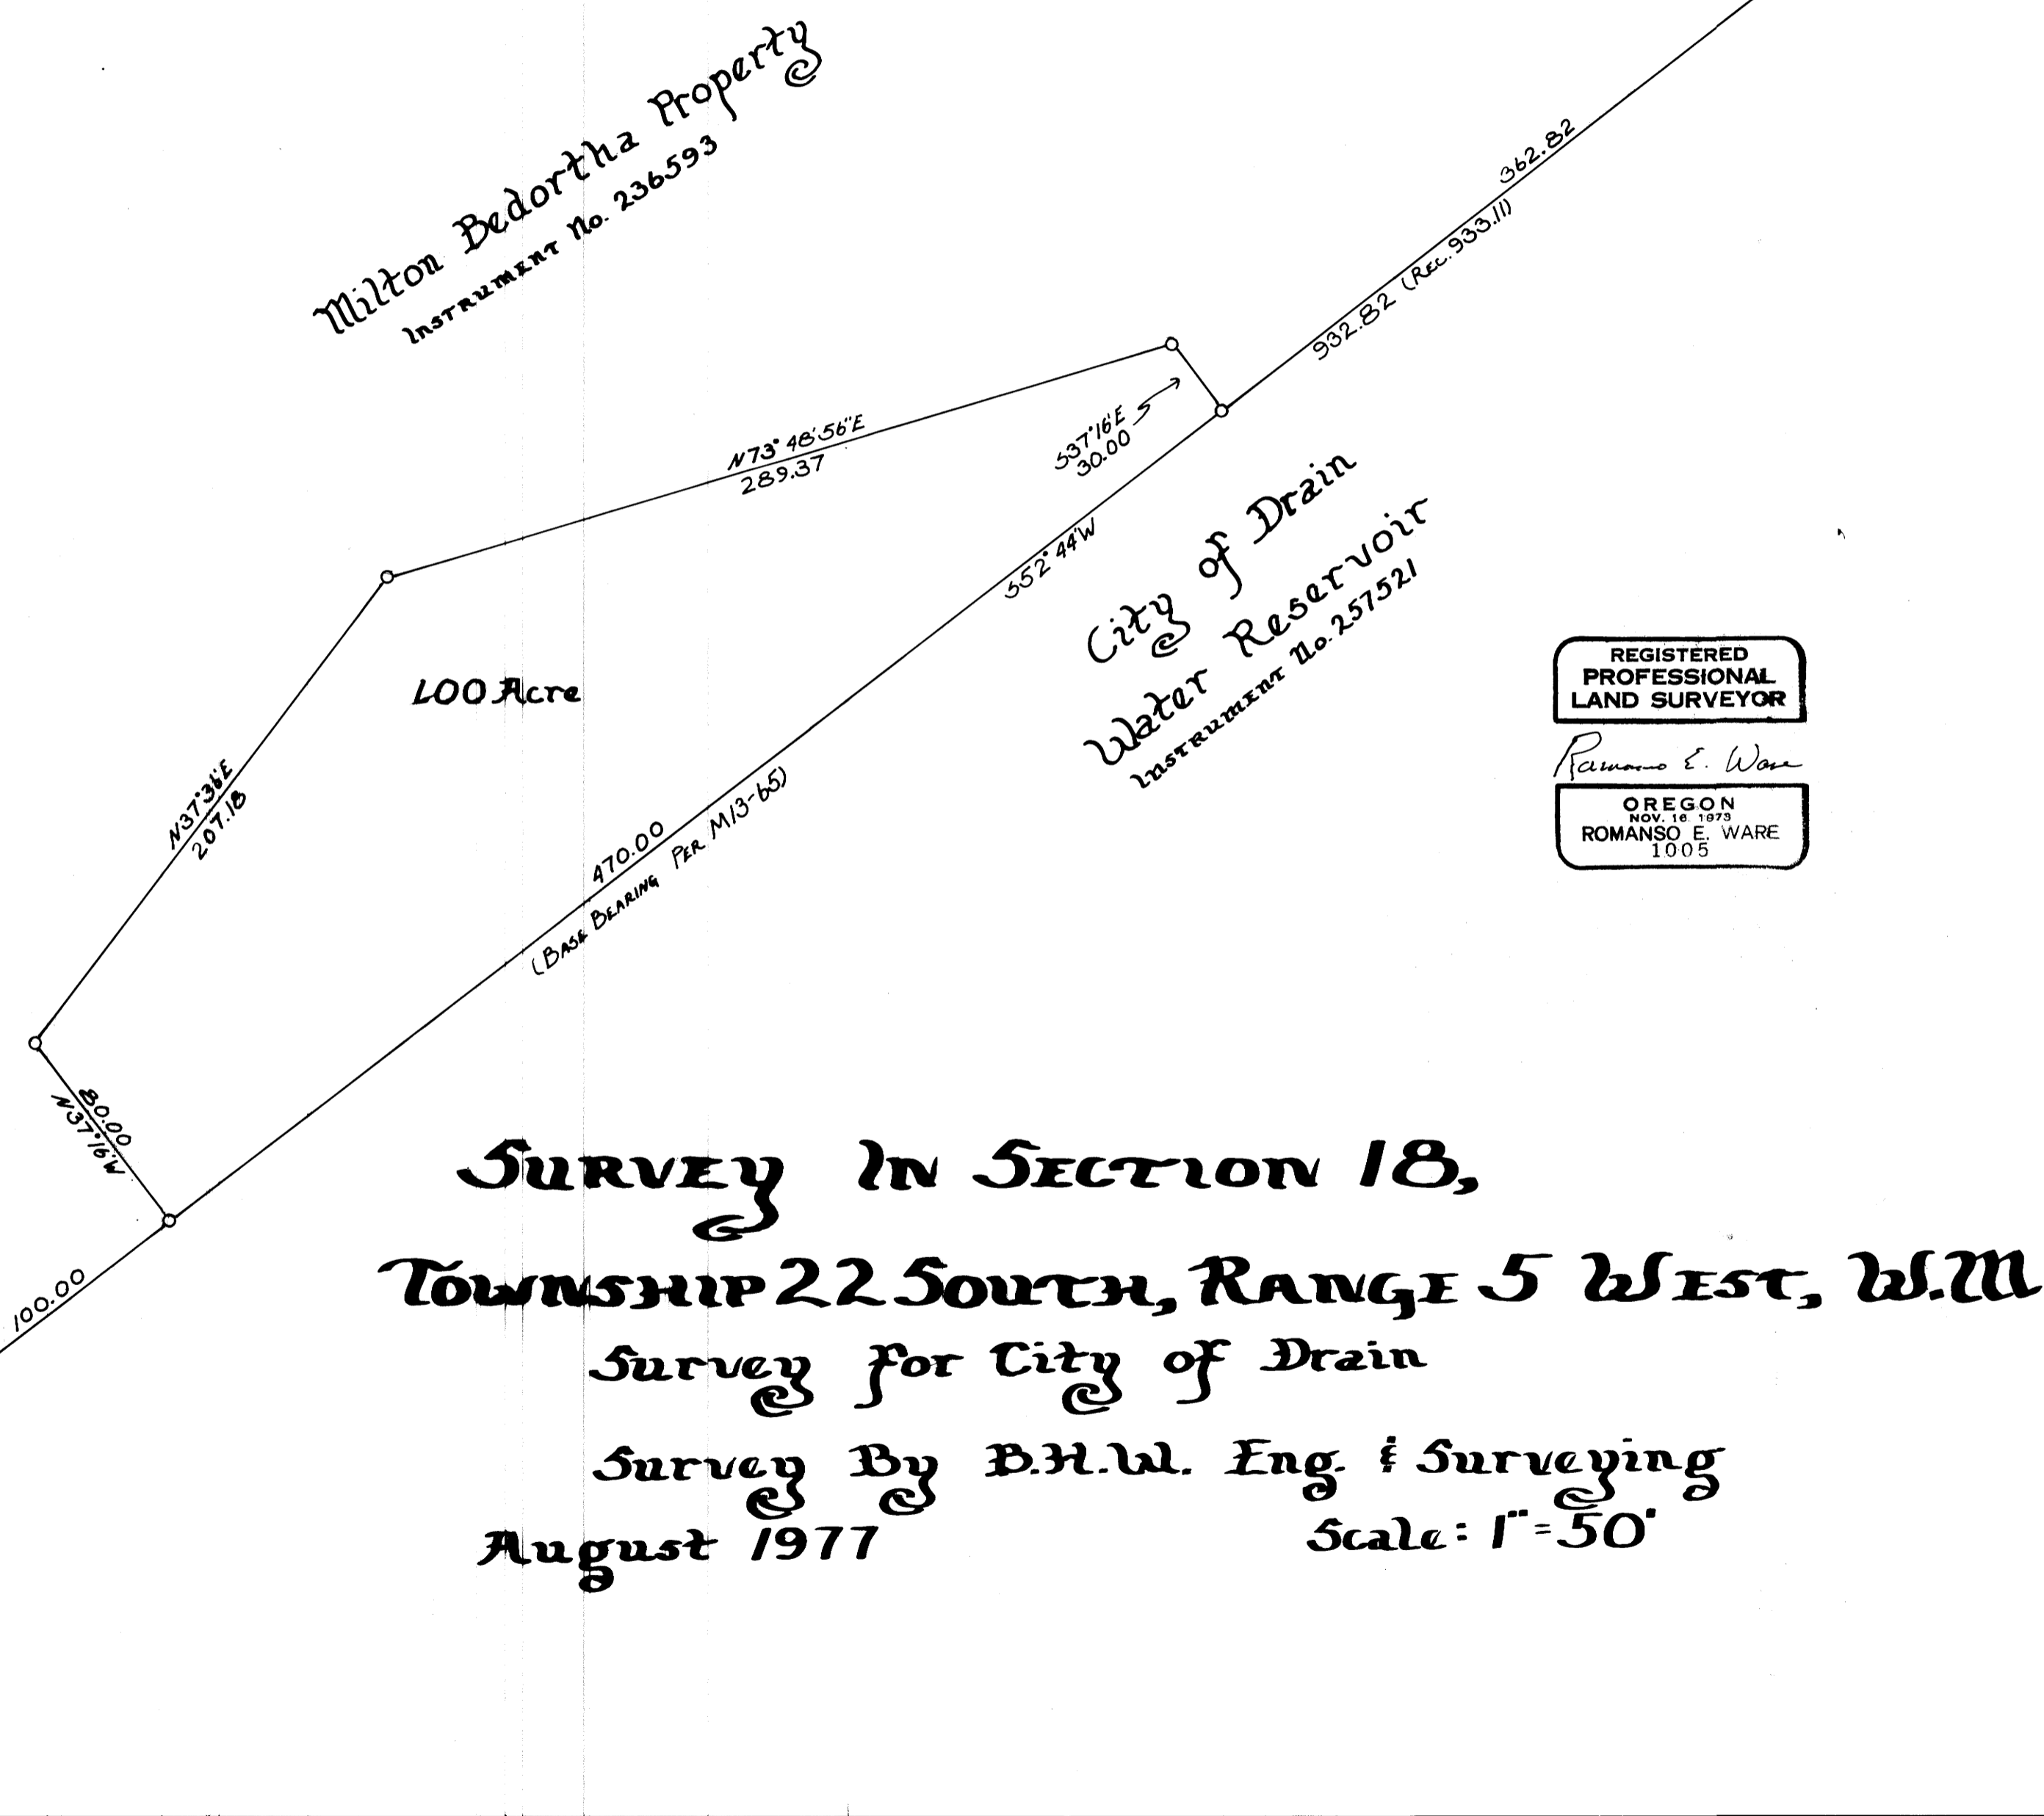 Milton Bedortha Property
Instrument No. 236593
362.82
932.82 (Rec. 933.11)
N73°48'56"E
289.37
S37°16'E
30.00
S52°44'W
City of Drain
Water Reservoir
Instrument No. 257521
1.00 Acre
N37°36'E
207.18
470.00
(Base Bearing Per M13-65)
80.00
N37°16'W
100.00
REGISTERED
PROFESSIONAL
LAND SURVEYOR
Romanso E. Ware
OREGON
NOV. 16 1973
ROMANSO E. WARE
1005
Survey In Section 18,
Township 22 South, Range 5 West, W.M
Survey for City of Drain
Survey By B.H.W. Eng. & Surveying
August 1977
Scale: 1" = 50'